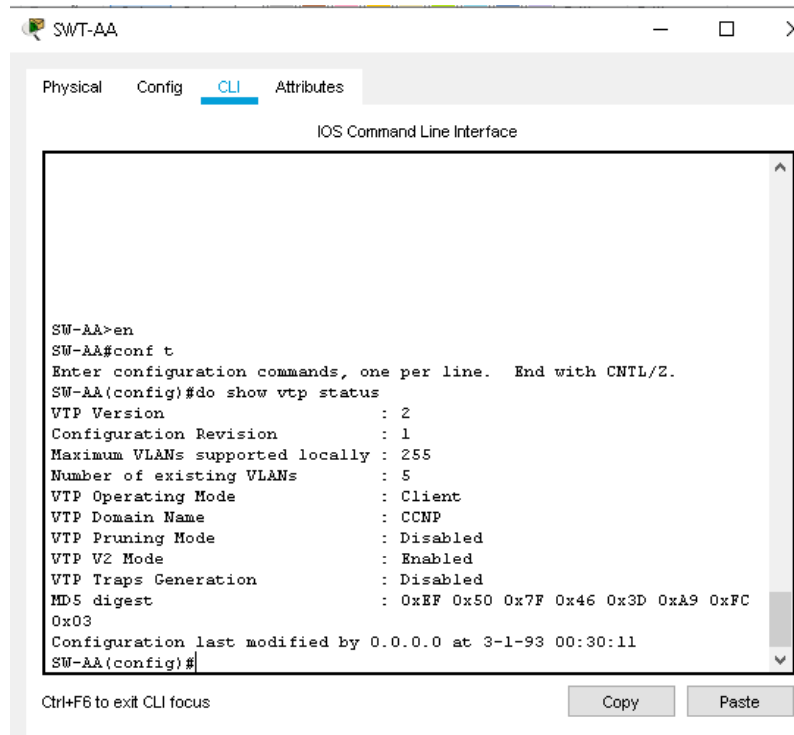 SWT-AA
Physical Config CLI Attributes
IOS Command Line Interface
SW-AA>en
SW-AA#conf t
Enter configuration commands, one per line.  End with CNTL/Z.
SW-AA(config)#do show vtp status
VTP Version                     : 2
Configuration Revision          : 1
Maximum VLANs supported locally : 255
Number of existing VLANs        : 5
VTP Operating Mode              : Client
VTP Domain Name                 : CCNP
VTP Pruning Mode                : Disabled
VTP V2 Mode                     : Enabled
VTP Traps Generation            : Disabled
MD5 digest                      : 0xEF 0x50 0x7F 0x46 0x3D 0xA9 0xFC
0x03
Configuration last modified by 0.0.0.0 at 3-1-93 00:30:11
SW-AA(config)#
Ctrl+F6 to exit CLI focus
Copy Paste